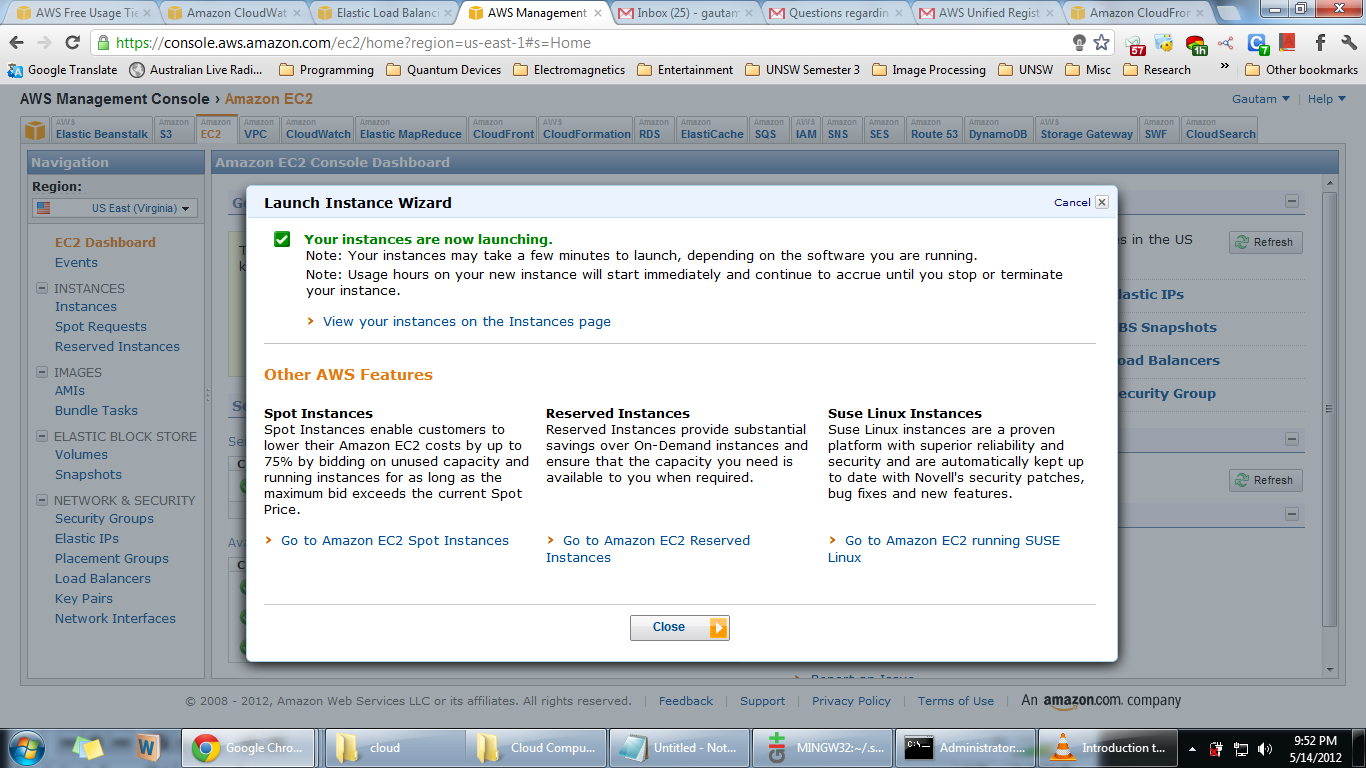 AWS Free Usage Tie
Amazon CloudWat
Elastic Load Balanci
AWS Management
Inbox (25) - gautam
Questions regardin
AWS Unified Regist
Amazon CloudFron
https://console.aws.amazon.com/ec2/home?region=us-east-1#s=Home
57
1h
7
Google Translate
Australian Live Radi...
Programming
Quantum Devices
Electromagnetics
Entertainment
UNSW Semester 3
Image Processing
UNSW
Misc
Research
Other bookmarks
AWS Management Console › Amazon EC2
Gautam
Help
AWS Elastic Beanstalk
Amazon S3
Amazon EC2
Amazon VPC
Amazon CloudWatch
Amazon Elastic MapReduce
Amazon CloudFront
AWS CloudFormation
Amazon RDS
Amazon ElastiCache
Amazon SQS
AWS IAM
Amazon SNS
Amazon SES
Amazon Route 53
Amazon DynamoDB
AWS Storage Gateway
Amazon SWF
Amazon CloudSearch
Navigation
Region:
US East (Virginia)
EC2 Dashboard
Events
INSTANCES
Instances
Spot Requests
Reserved Instances
IMAGES
AMIs
Bundle Tasks
ELASTIC BLOCK STORE
Volumes
Snapshots
NETWORK & SECURITY
Security Groups
Elastic IPs
Placement Groups
Load Balancers
Key Pairs
Network Interfaces
Amazon EC2 Console Dashboard
Launch Instance Wizard
Cancel
Your instances are now launching.
Note: Your instances may take a few minutes to launch, depending on the software you are running.
Note: Usage hours on your new instance will start immediately and continue to accrue until you stop or terminate
your instance.
View your instances on the Instances page
Other AWS Features
Spot Instances
Spot Instances enable customers to
lower their Amazon EC2 costs by up to
75% by bidding on unused capacity and
running instances for as long as the
maximum bid exceeds the current Spot
Price.
Go to Amazon EC2 Spot Instances
Reserved Instances
Reserved Instances provide substantial
savings over On-Demand instances and
ensure that the capacity you need is
available to you when required.
Go to Amazon EC2 Reserved
Instances
Suse Linux Instances
Suse Linux instances are a proven
platform with superior reliability and
security and are automatically kept up
to date with Novell's security patches,
bug fixes and new features.
Go to Amazon EC2 running SUSE
Linux
Close
es in the US
Refresh
lastic IPs
BS Snapshots
oad Balancers
ecurity Group
Refresh
© 2008 - 2012, Amazon Web Services LLC or its affiliates. All rights reserved.
Feedback
Support
Privacy Policy
Terms of Use
An amazon.com. company
Google Chro...
cloud
Cloud Compu...
Untitled - Not...
MINGW32:~/.s...
Administrator:...
Introduction t...
9:52 PM
5/14/2012